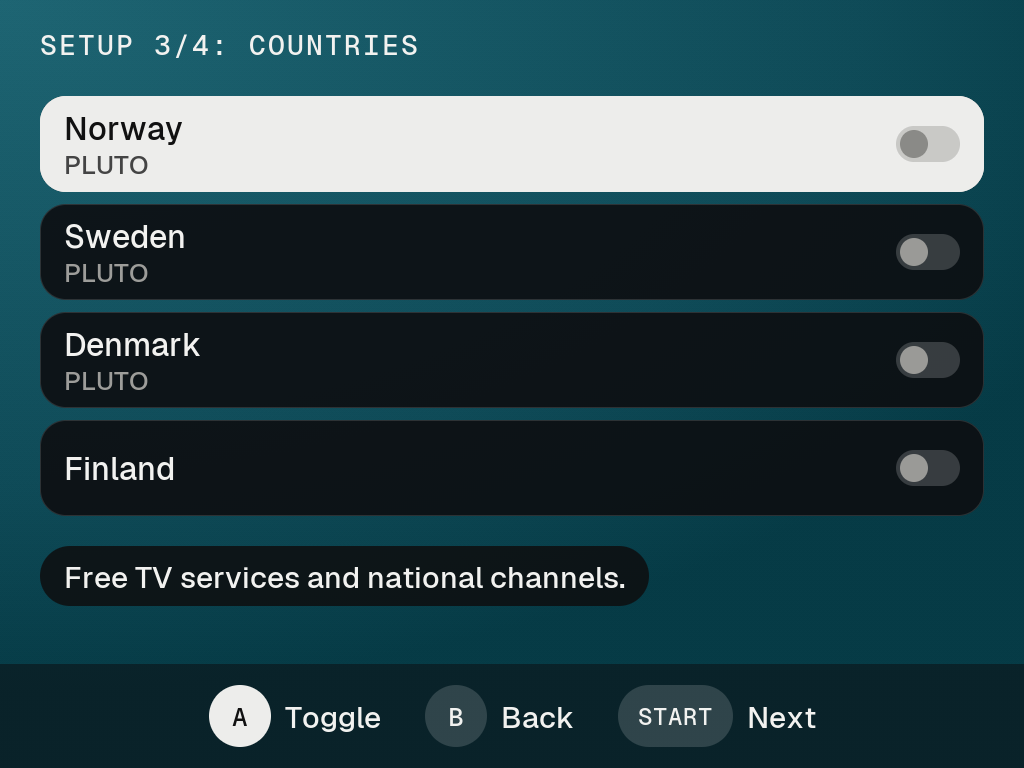 SETUP 3/4: COUNTRIES
Norway
PLUTO
Sweden
PLUTO
Denmark
PLUTO
Finland
Free TV services and national channels.
A Toggle B Back START Next